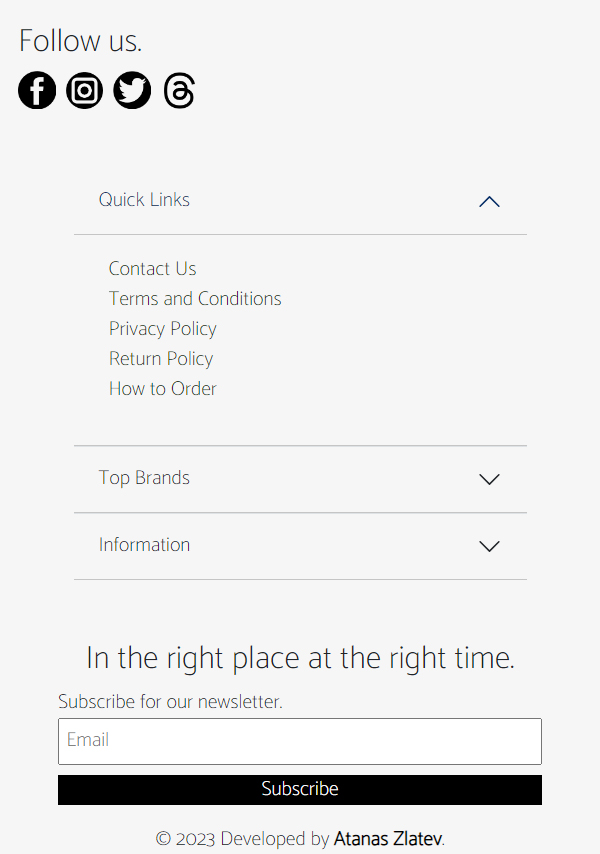 Follow us.
Quick Links
Contact Us
Terms and Conditions
Privacy Policy
Return Policy
How to Order
Top Brands
Information
In the right place at the right time.
Subscribe for our newsletter.
Email
Subscribe
© 2023 Developed by Atanas Zlatev.